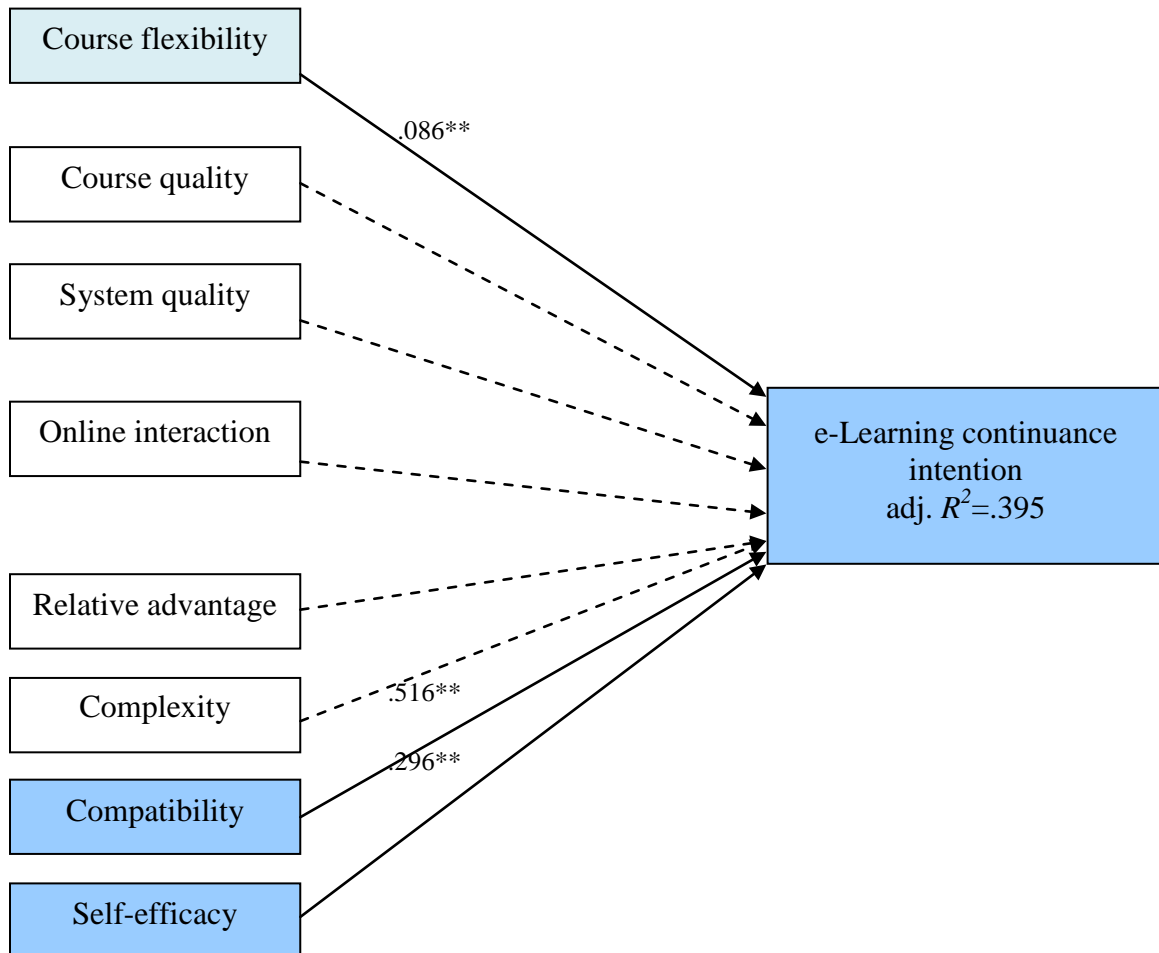 Course flexibility
.086**
Course quality
System quality
Online interaction
e-Learning continuance
intention
adj. R²=.395
Relative advantage
Complexity
.516**
.296**
Compatibility
Self-efficacy